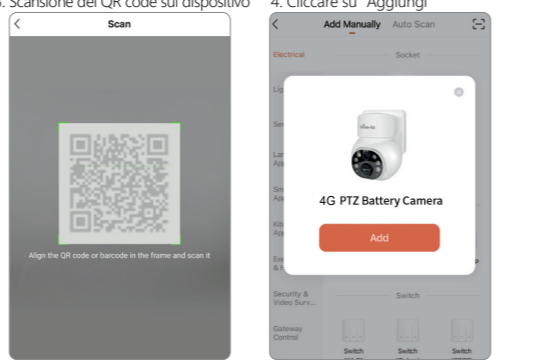 3. Scansione del QR code sul dispositivo
4. Cliccare su "Aggiungi"
Scan
Align the QR code or barcode in the frame and scan it
Add Manually Auto Scan
Electrical
Socket
4G PTZ Battery Camera
Add
Security &
Video Surv...
Switch
Gateway
Control
Switch
Switch
Switch